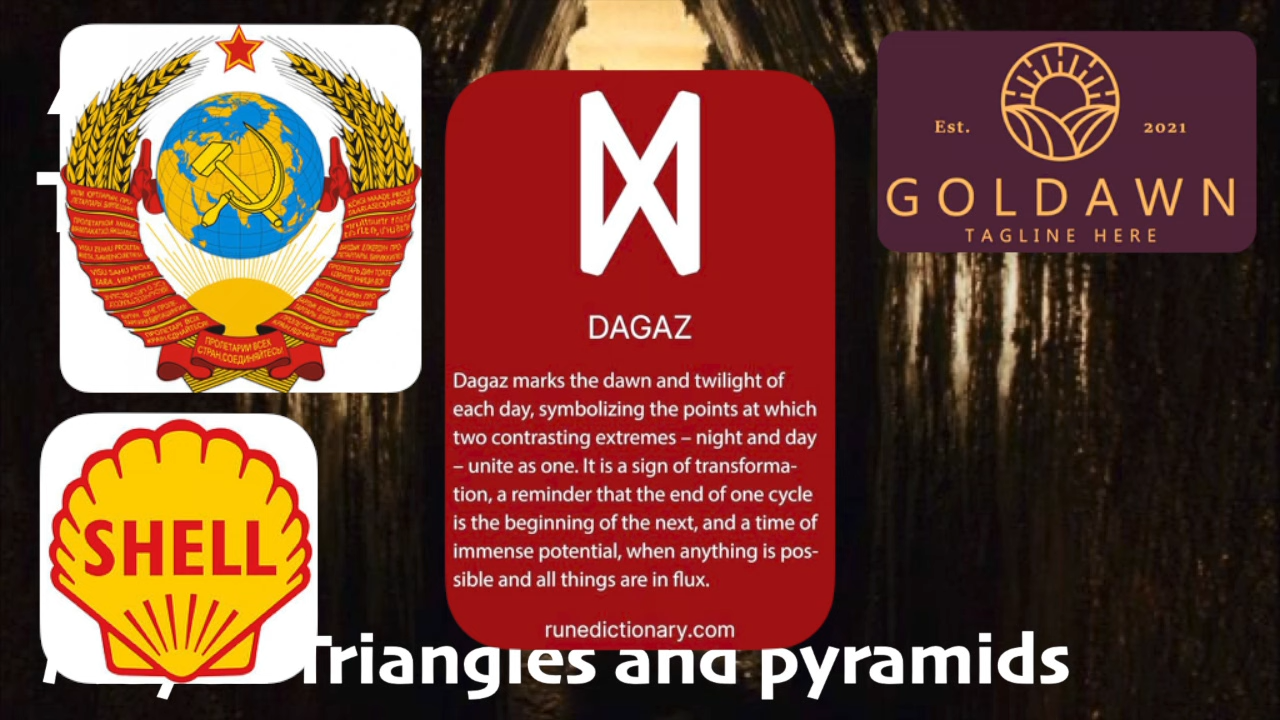 Est. 2021
GOLDAWN
TAGLINE HERE
ПРОЛЕТАРИИ ВСЕХ
СТРАН, СОЕДИНЯЙТЕСЬ!
DAGAZ
Dagaz marks the dawn and twilight of
each day, symbolizing the points at which
two contrasting extremes – night and day
– unite as one. It is a sign of transforma-
tion, a reminder that the end of one cycle
is the beginning of the next, and a time of
immense potential, when anything is pos-
sible and all things are in flux.
runedictionary.com
SHELL
Triangles and pyramids